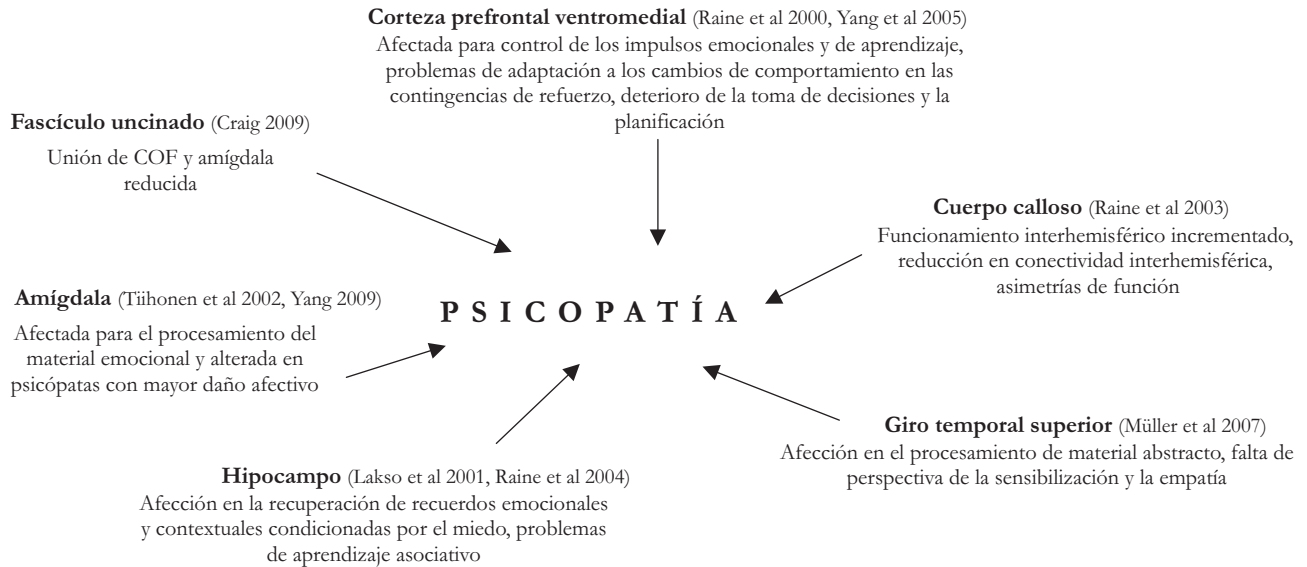 Corteza prefrontal ventromedial (Raine et al 2000, Yang et al 2005)
Afectada para control de los impulsos emocionales y de aprendizaje,
problemas de adaptación a los cambios de comportamiento en las
contingencias de refuerzo, deterioro de la toma de decisiones y la
planificación
Fascículo uncinado (Craig 2009)
Unión de COF y amígdala
reducida
Cuerpo calloso (Raine et al 2003)
Funcionamiento interhemisférico incrementado,
reducción en conectividad interhemisférica,
asimetrías de función
Amígdala (Tiihonen et al 2002, Yang 2009)
Afectada para el procesamiento del
material emocional y alterada en
psicópatas con mayor daño afectivo
PSICOPATÍA
Giro temporal superior (Müller et al 2007)
Afección en el procesamiento de material abstracto, falta de
perspectiva de la sensibilización y la empatía
Hipocampo (Lakso et al 2001, Raine et al 2004)
Afección en la recuperación de recuerdos emocionales
y contextuales condicionadas por el miedo, problemas
de aprendizaje asociativo